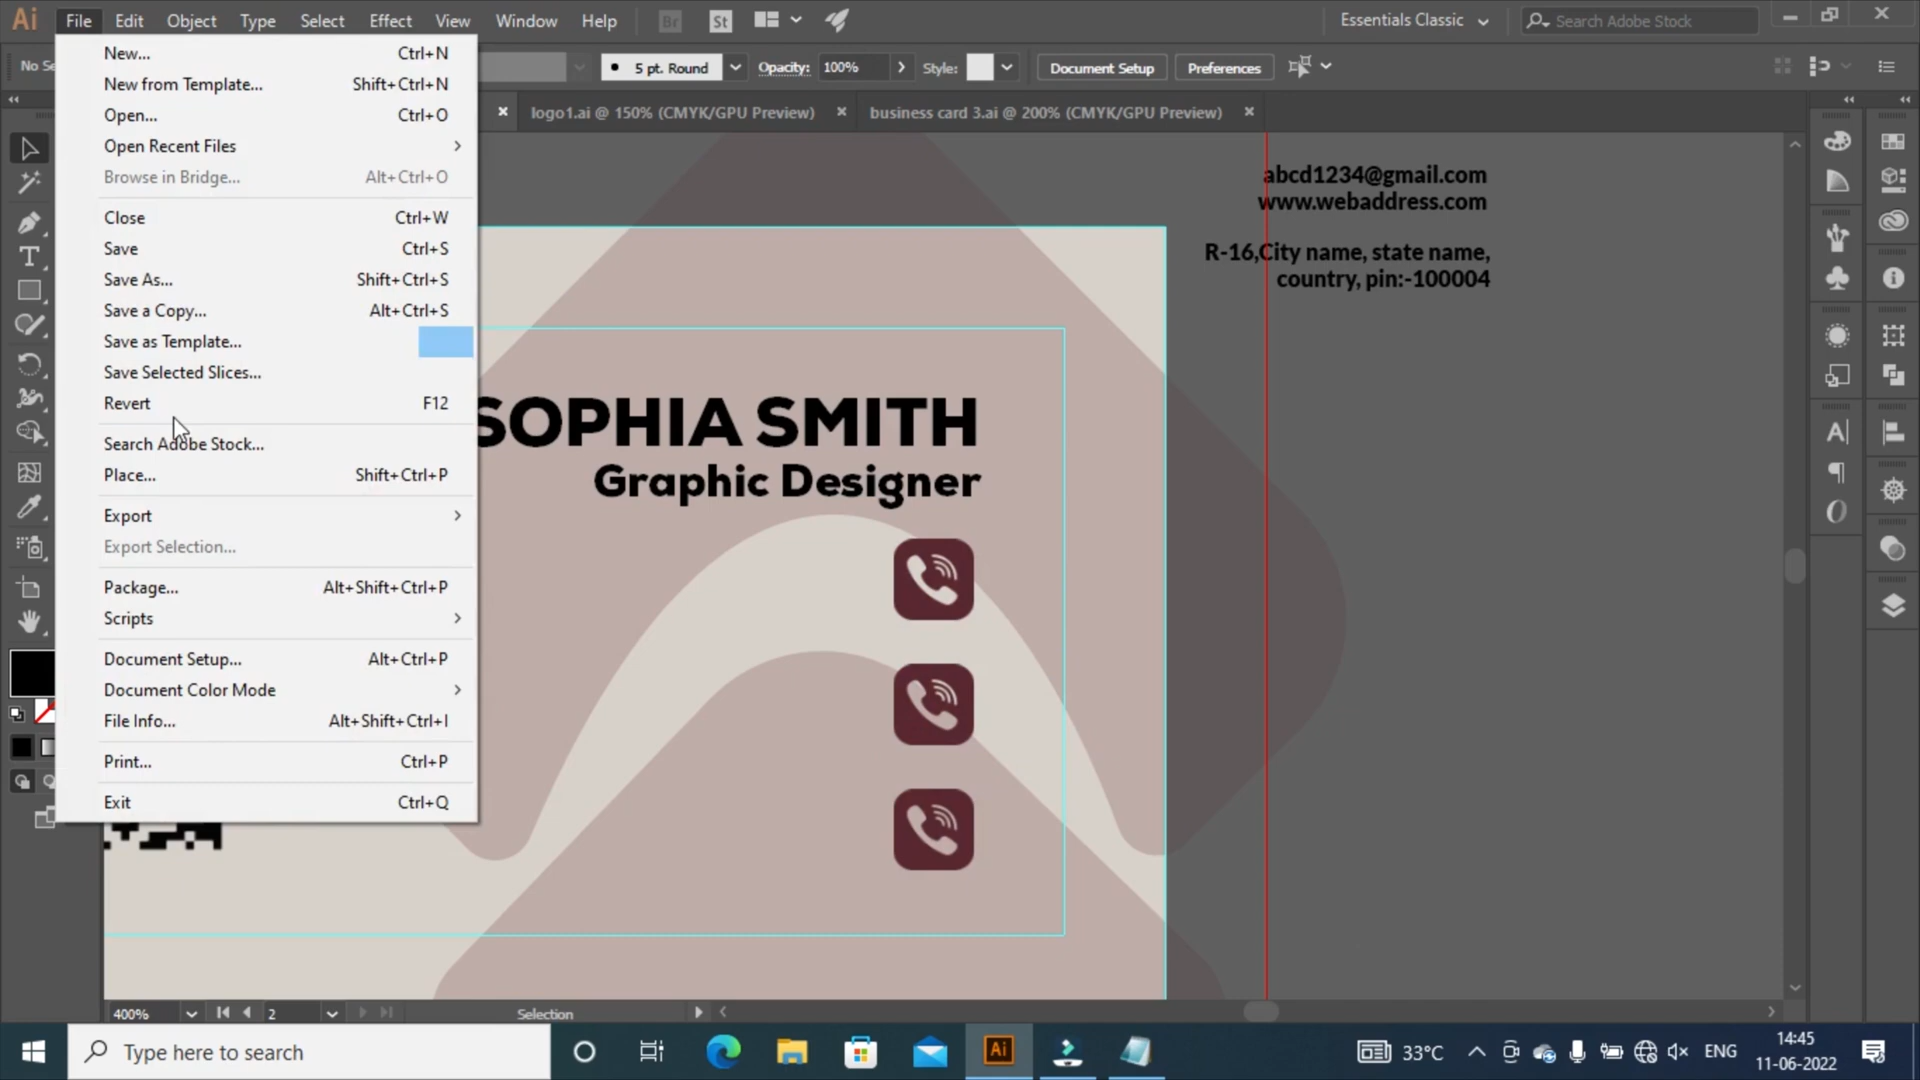 Ai File Edit Object Type Select Effect View Window Help Br St Essentials Classic Search Adobe Stock
No Se 5 pt. Round Opacity: 100% Style: Document Setup Preferences
logo1.ai @ 150% (CMYK/GPU Preview) business card 3.ai @ 200% (CMYK/GPU Preview)
New... Ctrl+N
New from Template... Shift+Ctrl+N
Open... Ctrl+O
Open Recent Files
Browse in Bridge... Alt+Ctrl+O
Close Ctrl+W
Save Ctrl+S
Save As... Shift+Ctrl+S
Save a Copy... Alt+Ctrl+S
Save as Template...
Save Selected Slices...
Revert F12
Search Adobe Stock...
Place... Shift+Ctrl+P
Export
Export Selection...
Package... Alt+Shift+Ctrl+P
Scripts
Document Setup... Alt+Ctrl+P
Document Color Mode
File Info... Alt+Shift+Ctrl+I
Print... Ctrl+P
Exit Ctrl+Q
abcd1234@gmail.com
www.webaddress.com
R-16,City name, state name,
country, pin:-100004
SOPHIA SMITH
Graphic Designer
400% 2 Selection
Type here to search Ai 33°C ENG
14:45
11-06-2022